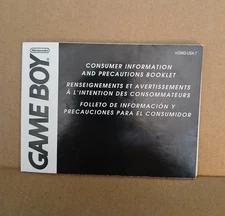 Nintendo
GAME BOY
CONSUMER INFORMATION
AND PRECAUTIONS BOOKLET
RENSEIGNEMENTS ET AVERTISSEMENTS
À L'INTENTION DES CONSOMMATEURS
FOLLETO DE INFORMACIÓN Y
PRECAUCIONES PARA EL CONSUMIDOR